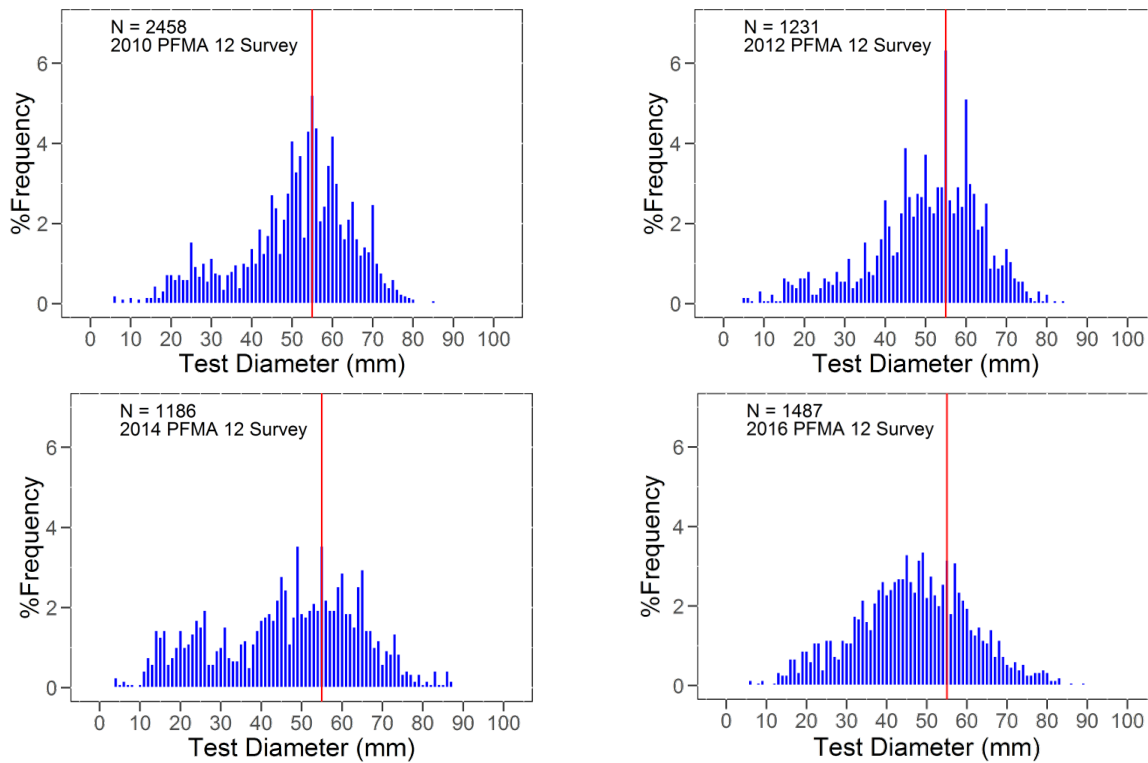 N = 2458
2010 PFMA 12 Survey
%Frequency
6
4
2
0
0 10 20 30 40 50 60 70 80 90 100
Test Diameter (mm)
N = 1231
2012 PFMA 12 Survey
%Frequency
6
4
2
0
0 10 20 30 40 50 60 70 80 90 100
Test Diameter (mm)
N = 1186
2014 PFMA 12 Survey
%Frequency
6
4
2
0
0 10 20 30 40 50 60 70 80 90 100
Test Diameter (mm)
N = 1487
2016 PFMA 12 Survey
%Frequency
6
4
2
0
0 10 20 30 40 50 60 70 80 90 100
Test Diameter (mm)